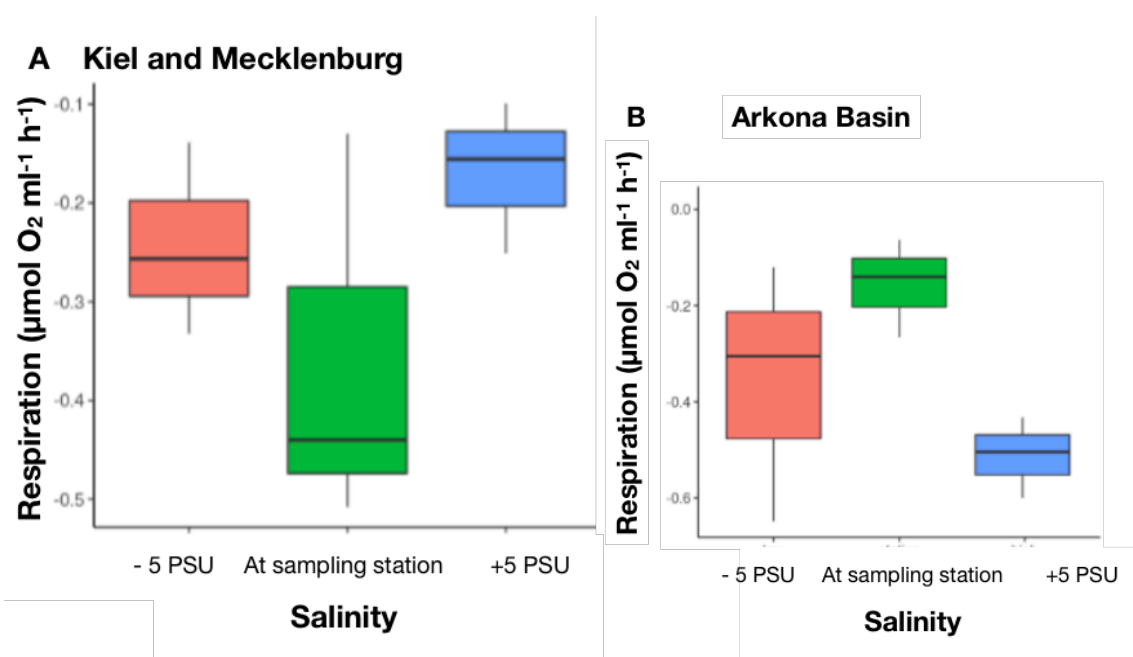 A Kiel and Mecklenburg
Respiration (µmol O₂ ml⁻¹ h⁻¹)
-0.1
-0.2
-0.3
-0.4
-0.5
- 5 PSU At sampling station +5 PSU
Salinity
B Arkona Basin
Respiration (µmol O₂ ml⁻¹ h⁻¹)
0.0
-0.2
-0.4
-0.6
- 5 PSU At sampling station +5 PSU
Salinity